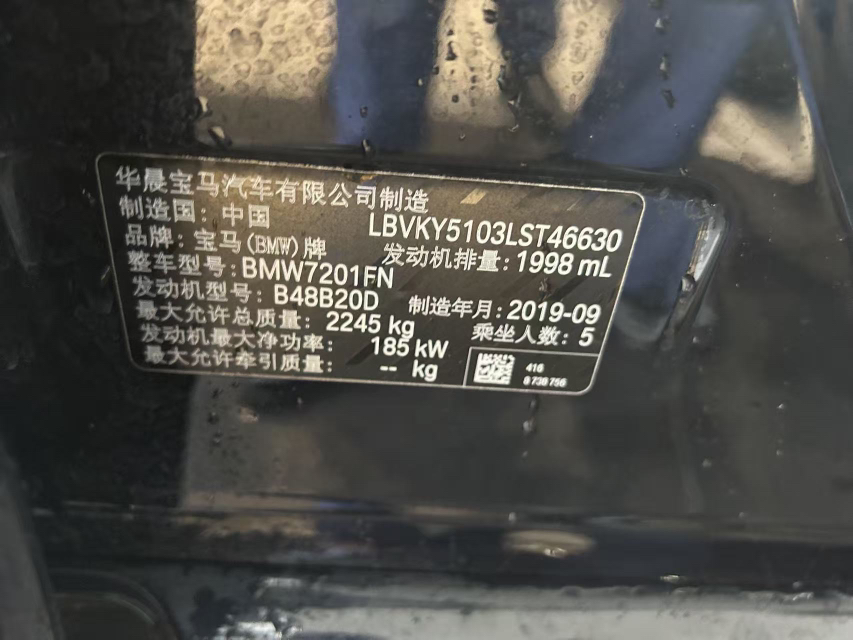 华晨宝马汽车有限公司制造
制造国: 中国 LBVKY5103LST46630
品牌: 宝马(BMW)牌 发动机排量: 1998 mL
整车型号: BMW7201FN
发动机型号: B48B20D 制造年月: 2019-09
最大允许总质量: 2245 kg 乘坐人数: 5
发动机最大净功率: 185 kW
最大允许牵引质量: -- kg
416
9 738 756